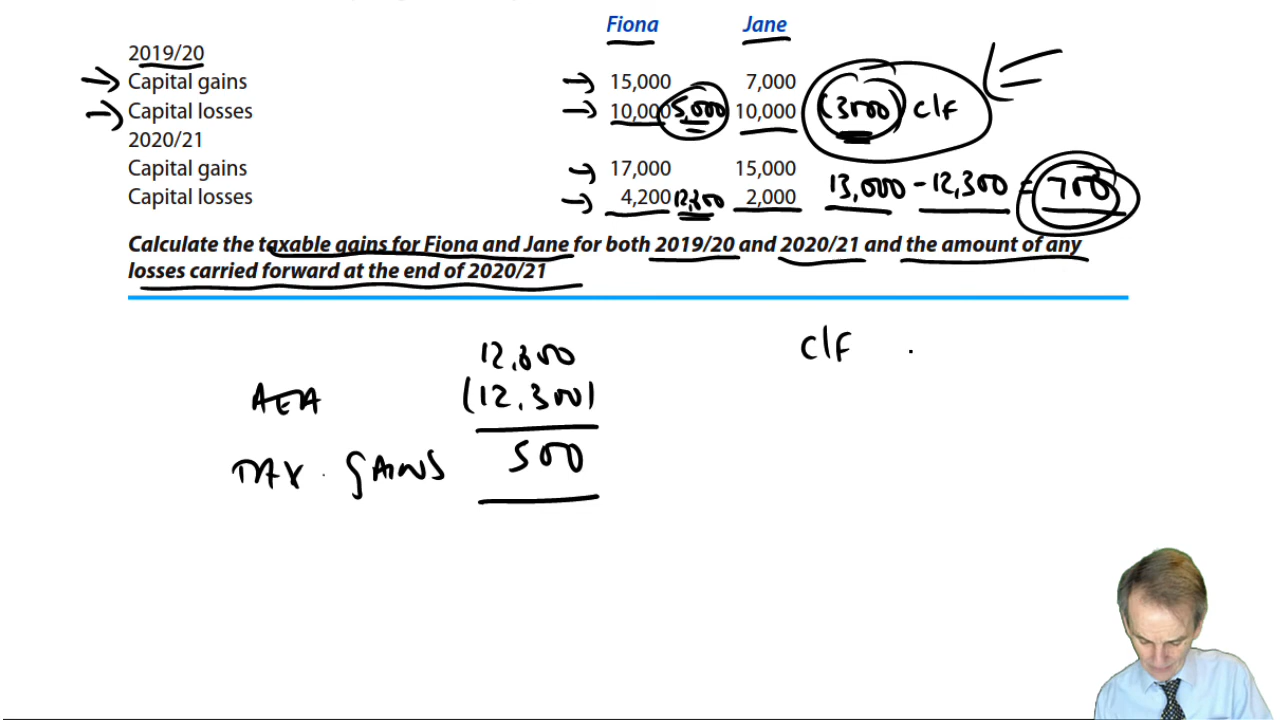 Fiona Jane
2019/20
Capital gains 15,000 7,000
Capital losses 10,000 5,000 10,000 (3000) C/F
2020/21
Capital gains 17,000 15,000
Capital losses 4,200 12,800 2,000 13,000 - 12,300 = 700
Calculate the taxable gains for Fiona and Jane for both 2019/20 and 2020/21 and the amount of any
losses carried forward at the end of 2020/21
12,800 C/F
AEA (12,300)
TAX. GAINS 500